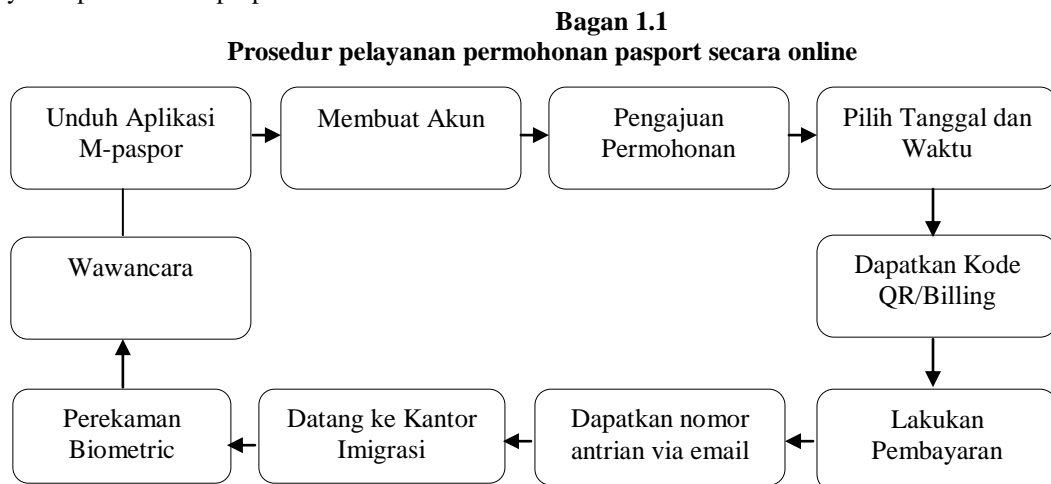 Bagan 1.1
Prosedur pelayanan permohonan pasport secara online
Unduh Aplikasi
M-paspor
Membuat Akun
Pengajuan
Permohonan
Pilih Tanggal dan
Waktu
Dapatkan Kode
QR/Billing
Lakukan
Pembayaran
Dapatkan nomor
antrian via email
Datang ke Kantor
Imigrasi
Perekaman
Biometric
Wawancara